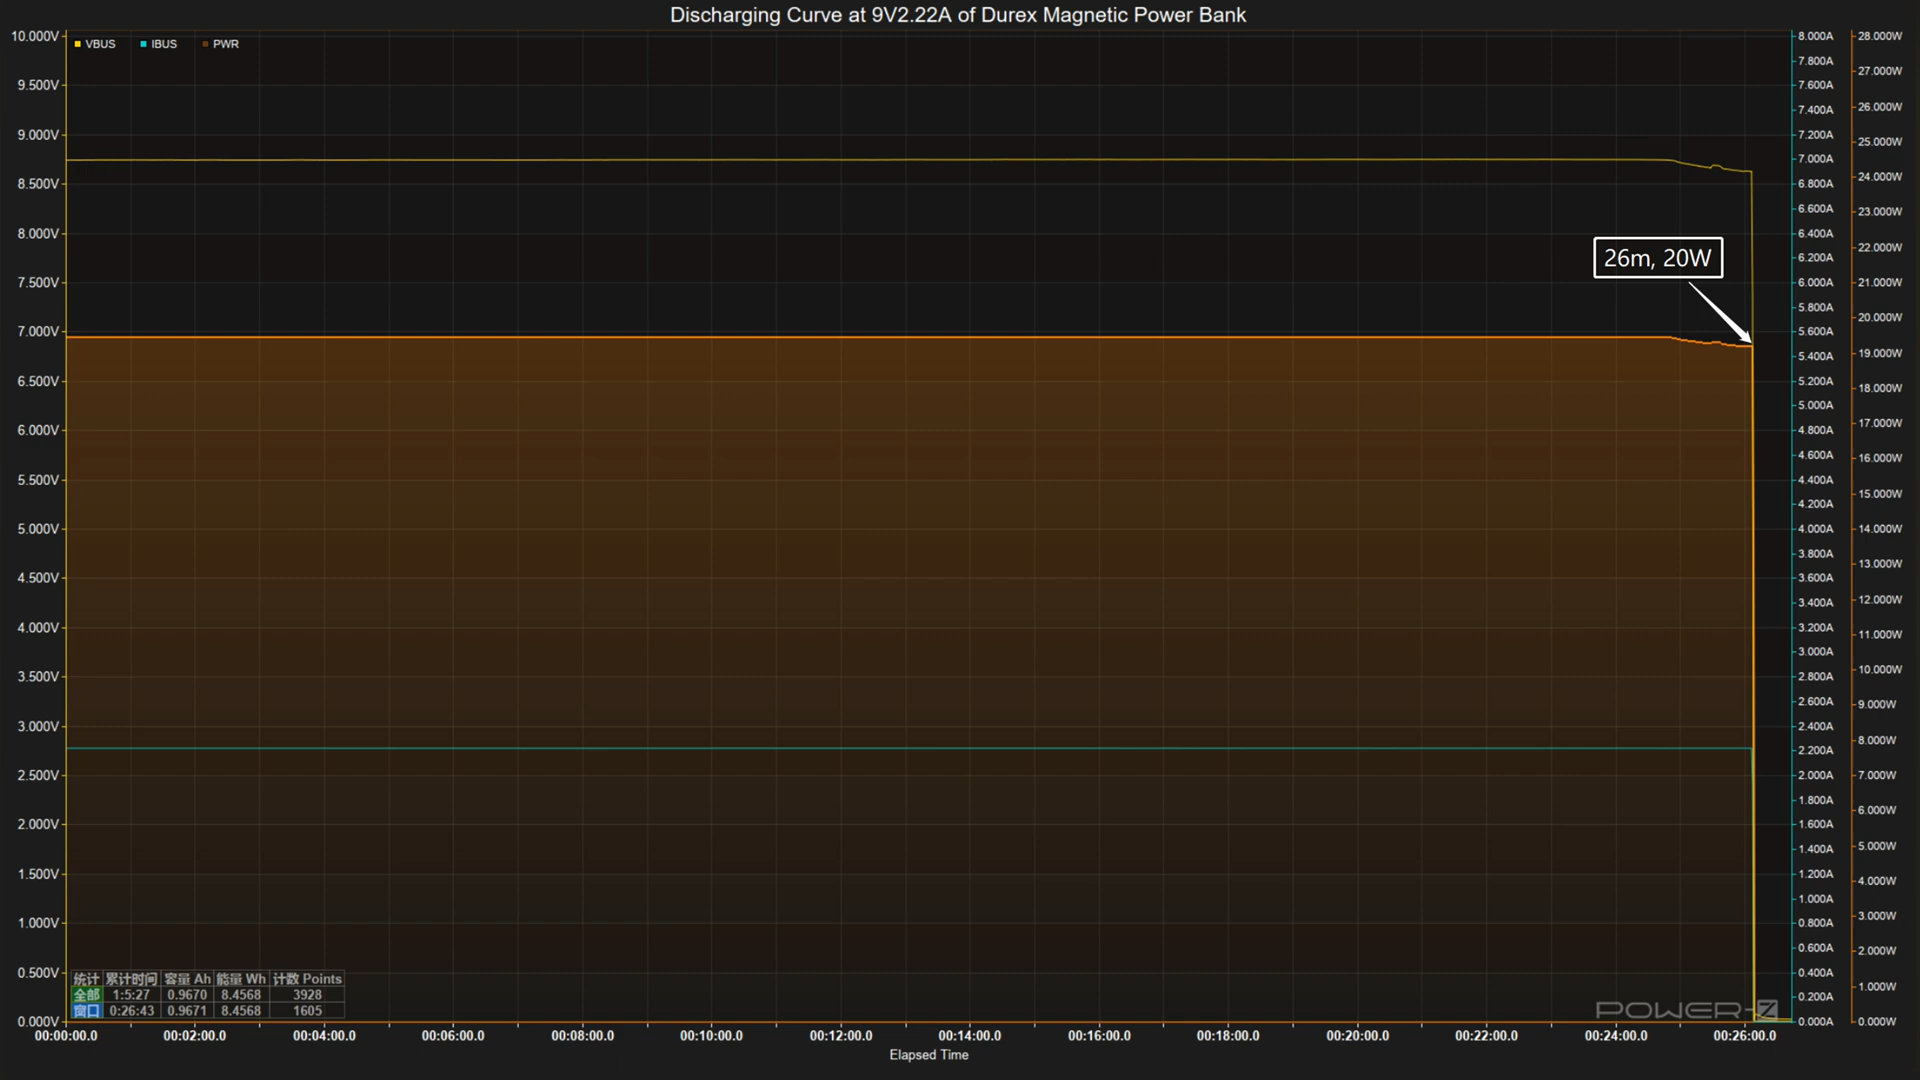 Discharging Curve at 9V2.22A of Durex Magnetic Power Bank
VBUS IBUS PWR
10.000V
9.500V
9.000V
8.500V
8.000V
7.500V
7.000V
6.500V
6.000V
5.500V
5.000V
4.500V
4.000V
3.500V
3.000V
2.500V
2.000V
1.500V
1.000V
0.500V
0.000V
26m, 20W
8.000A
7.800A
7.600A
7.400A
7.200A
7.000A
6.800A
6.600A
6.400A
6.200A
6.000A
5.800A
5.600A
5.400A
5.200A
5.000A
4.800A
4.600A
4.400A
4.200A
4.000A
3.800A
3.600A
3.400A
3.200A
3.000A
2.800A
2.600A
2.400A
2.200A
2.000A
1.800A
1.600A
1.400A
1.200A
1.000A
0.800A
0.600A
0.400A
0.200A
0.000A
28.000W
27.000W
26.000W
25.000W
24.000W
23.000W
22.000W
21.000W
20.000W
19.000W
18.000W
17.000W
16.000W
15.000W
14.000W
13.000W
12.000W
11.000W
10.000W
9.000W
8.000W
7.000W
6.000W
5.000W
4.000W
3.000W
2.000W
1.000W
0.000W
统计 累计时间 容量 Ah 能量 Wh 计数 Points
全部 1:5:27 0.9670 8.4568 3928
窗口 0:26:43 0.9671 8.4568 1605
POWER-Z
00:00:00.0 00:02:00.0 00:04:00.0 00:06:00.0 00:08:00.0 00:10:00.0 00:12:00.0 00:14:00.0 00:16:00.0 00:18:00.0 00:20:00.0 00:22:00.0 00:24:00.0 00:26:00.0
Elapsed Time